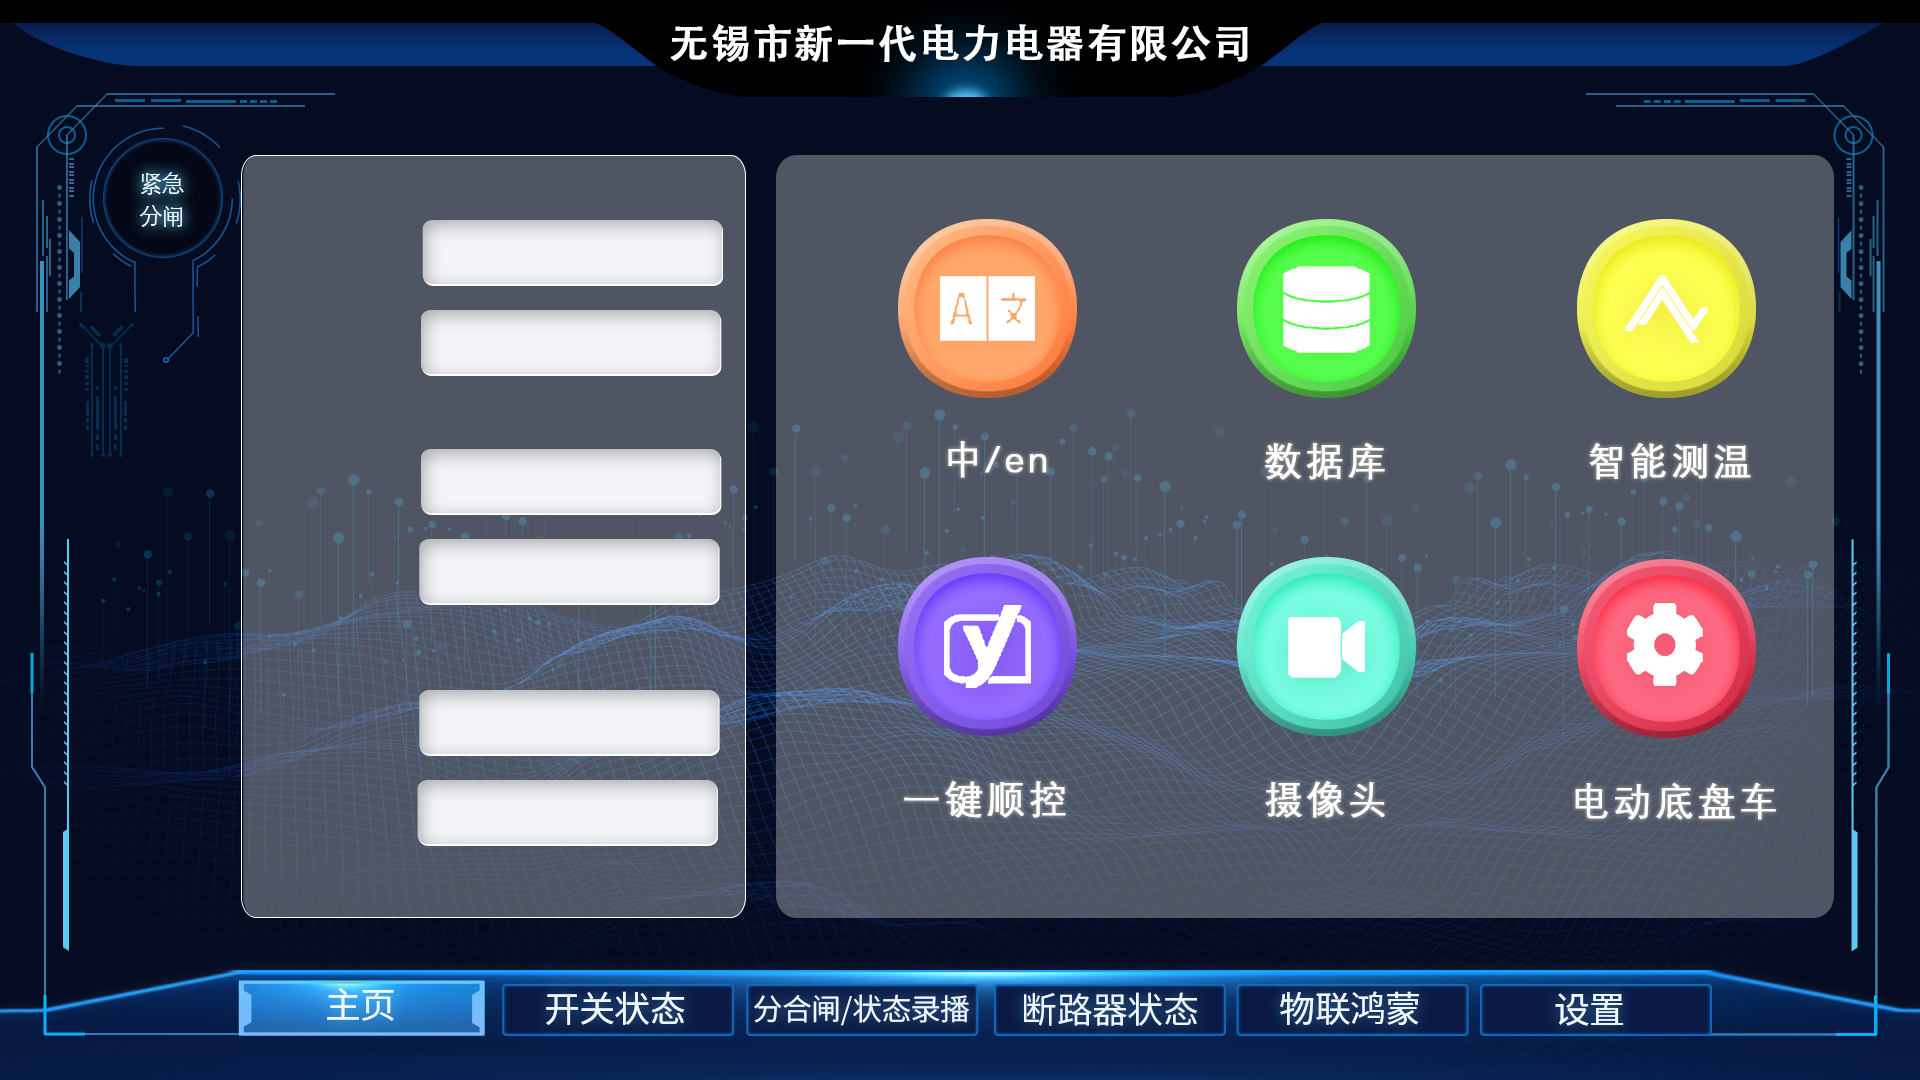 无锡市新一代电力电器有限公司
紧急
分闸
A 文
中/en
数据库
智能测温
y
一键顺控
摄像头
电动底盘车
主页
开关状态
分合闸/状态录播
断路器状态
物联鸿蒙
设置